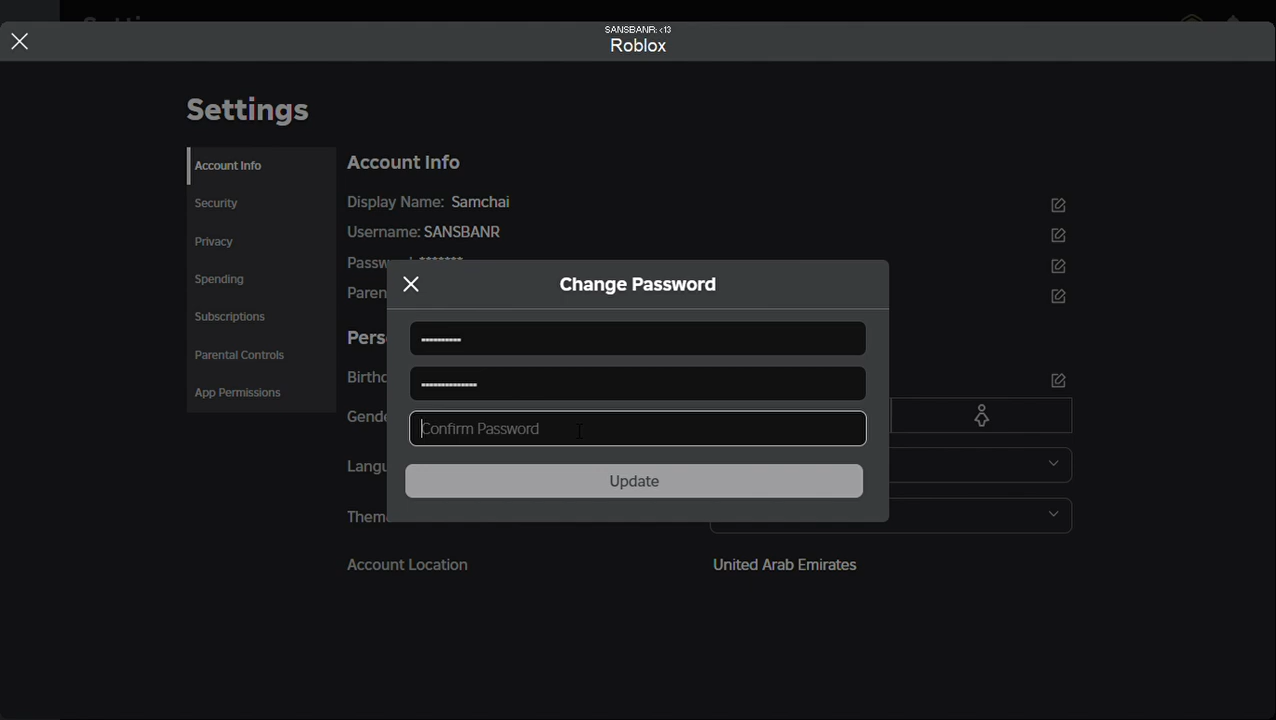 SANSBANR: <13
Roblox
Settings
Account Info
Security
Privacy
Spending
Subscriptions
Parental Controls
App Permissions
Account Info
Display Name: Samchai
Username: SANSBANR
Change Password
Confirm Password
Update
Account Location
United Arab Emirates